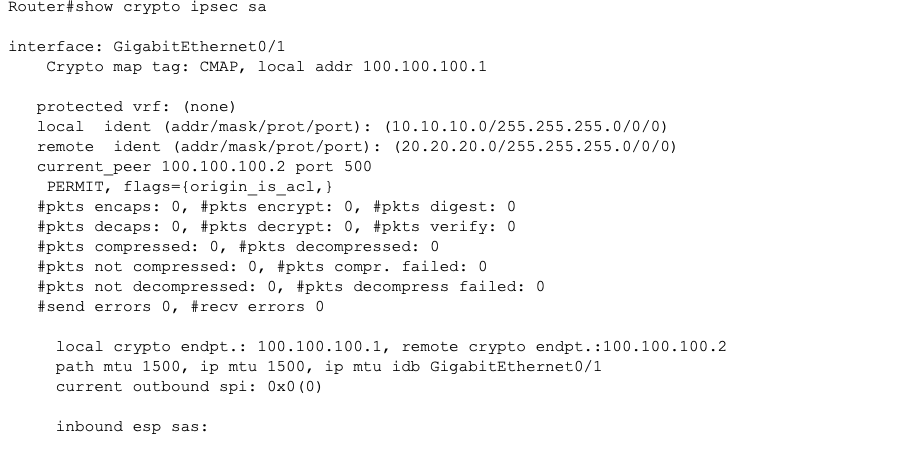 Router#show crypto ipsec sa
interface: GigabitEthernet0/1
Crypto map tag: CMAP, local addr 100.100.100.1
protected vrf: (none)
local  ident (addr/mask/prot/port): (10.10.10.0/255.255.255.0/0/0)
remote  ident (addr/mask/prot/port): (20.20.20.0/255.255.255.0/0/0)
current_peer 100.100.100.2 port 500
PERMIT, flags={origin_is_acl,}
#pkts encaps: 0, #pkts encrypt: 0, #pkts digest: 0
#pkts decaps: 0, #pkts decrypt: 0, #pkts verify: 0
#pkts compressed: 0, #pkts decompressed: 0
#pkts not compressed: 0, #pkts compr. failed: 0
#pkts not decompressed: 0, #pkts decompress failed: 0
#send errors 0, #recv errors 0
local crypto endpt.: 100.100.100.1, remote crypto endpt.:100.100.100.2
path mtu 1500, ip mtu 1500, ip mtu idb GigabitEthernet0/1
current outbound spi: 0x0(0)
inbound esp sas: